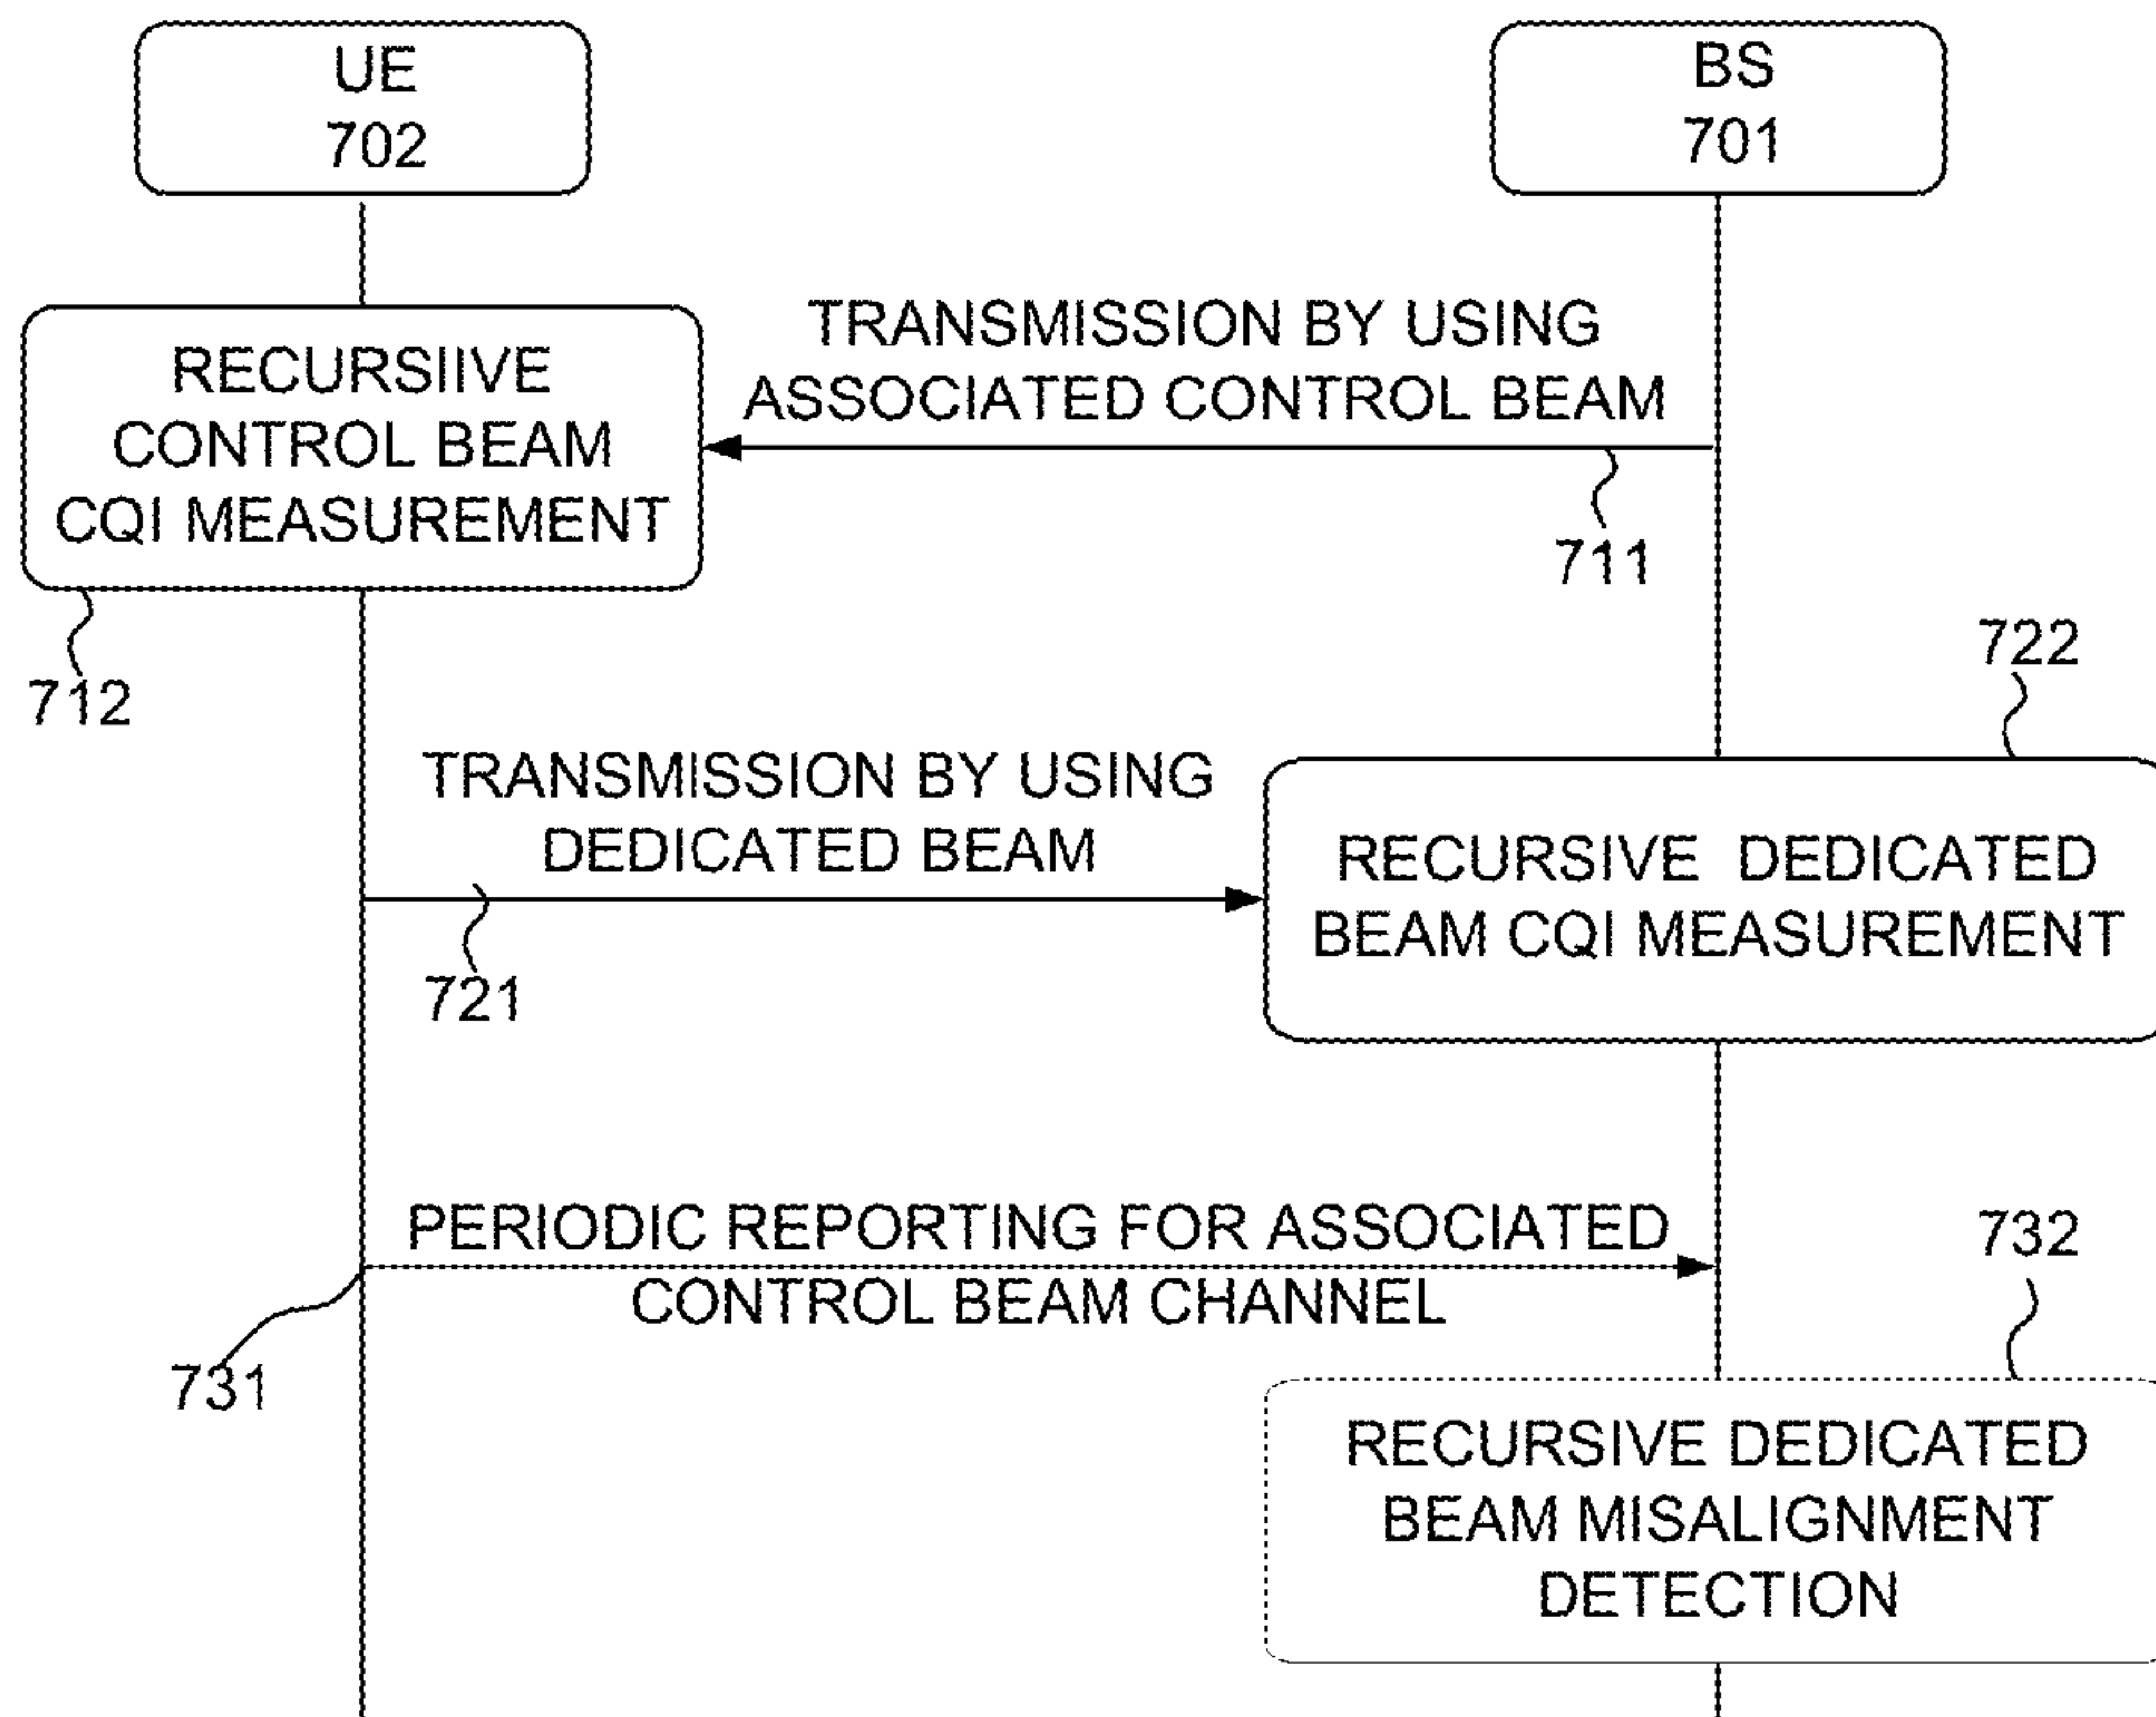 UE
702
BS
701
TRANSMISSION BY USING
ASSOCIATED CONTROL BEAM
711
RECURSIIVE
CONTROL BEAM
CQI MEASUREMENT
712
722
TRANSMISSION BY USING
DEDICATED BEAM
721
RECURSIVE DEDICATED
BEAM CQI MEASUREMENT
PERIODIC REPORTING FOR ASSOCIATED
CONTROL BEAM CHANNEL
731
732
RECURSIVE DEDICATED
BEAM MISALIGNMENT
DETECTION